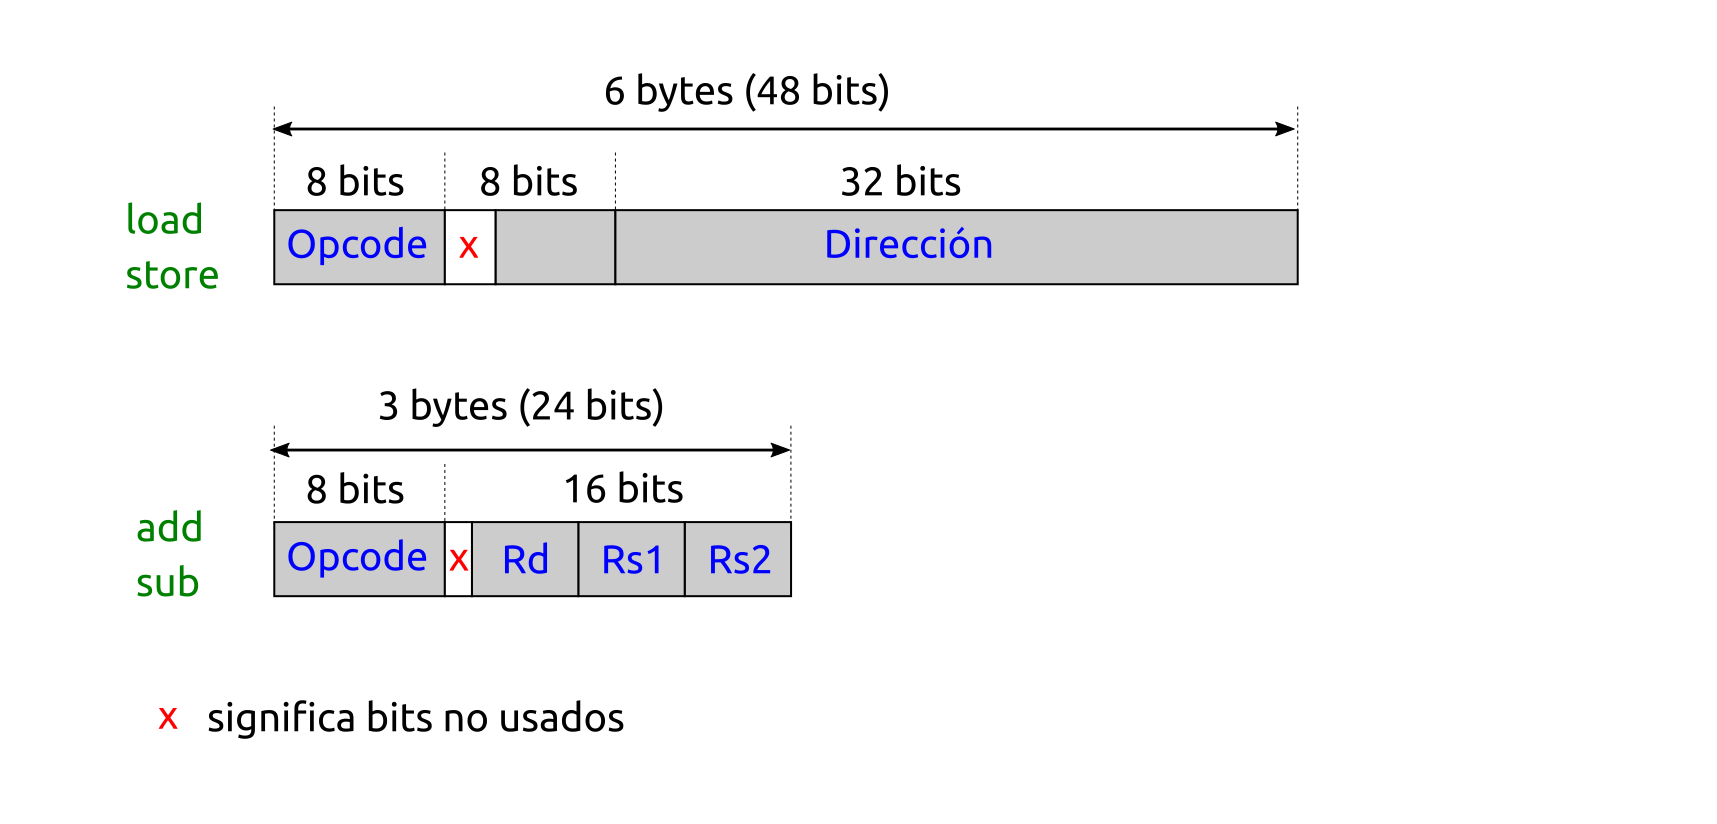 6 bytes (48 bits)
8 bits 8 bits 32 bits
load
store
Opcode x Dirección
3 bytes (24 bits)
8 bits 16 bits
add
sub
Opcode x Rd Rs1 Rs2
x significa bits no usados